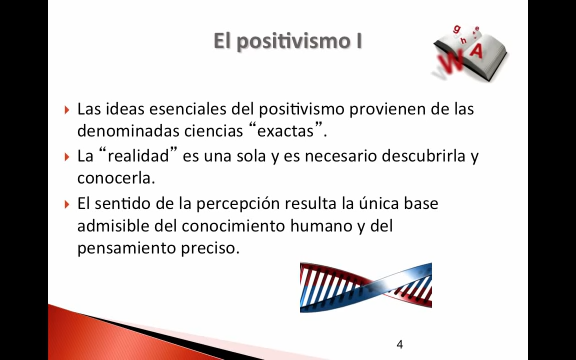 El positivismo I
g
h
W
A
Las ideas esenciales del positivismo provienen de las
denominadas ciencias “exactas”.
La “realidad” es una sola y es necesario descubrirla y
conocerla.
El sentido de la percepción resulta la única base
admisible del conocimiento humano y del
pensamiento preciso.
4